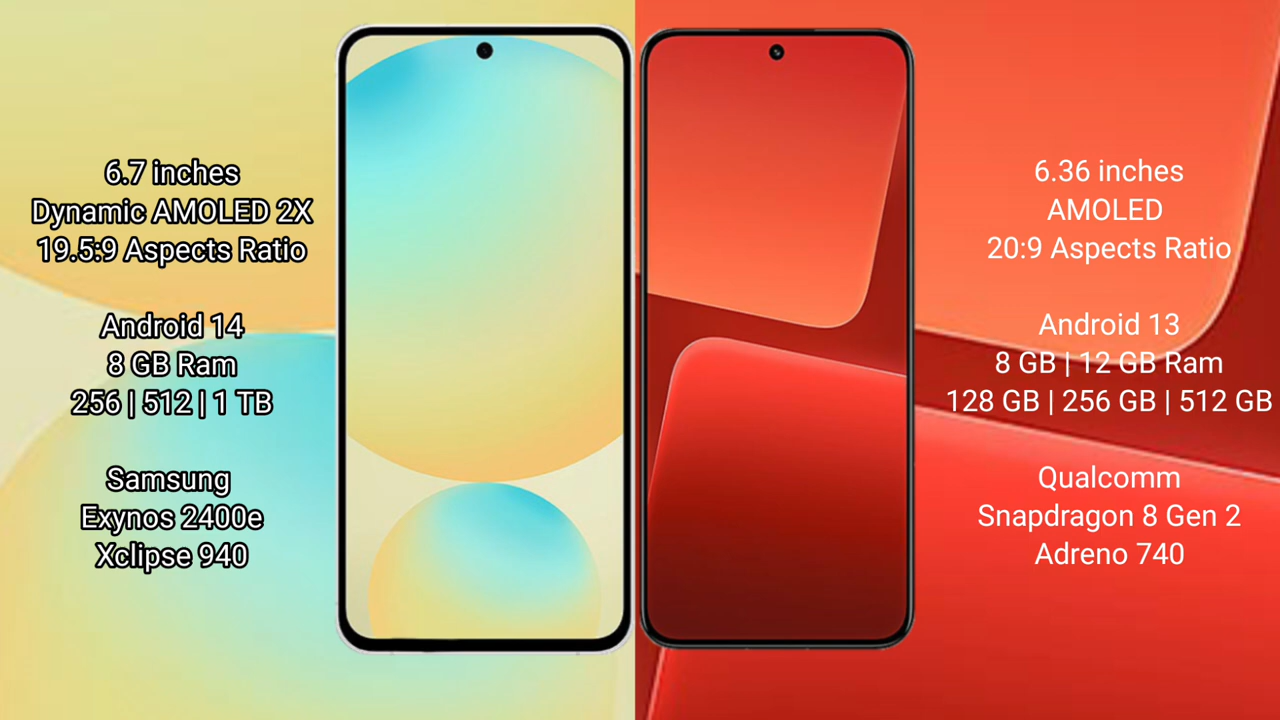 6.7 inches
Dynamic AMOLED 2X
19.5:9 Aspects Ratio
Android 14
8 GB Ram
256 | 512 | 1 TB
Samsung
Exynos 2400e
Xclipse 940
6.36 inches
AMOLED
20:9 Aspects Ratio
Android 13
8 GB | 12 GB Ram
128 GB | 256 GB | 512 GB
Qualcomm
Snapdragon 8 Gen 2
Adreno 740